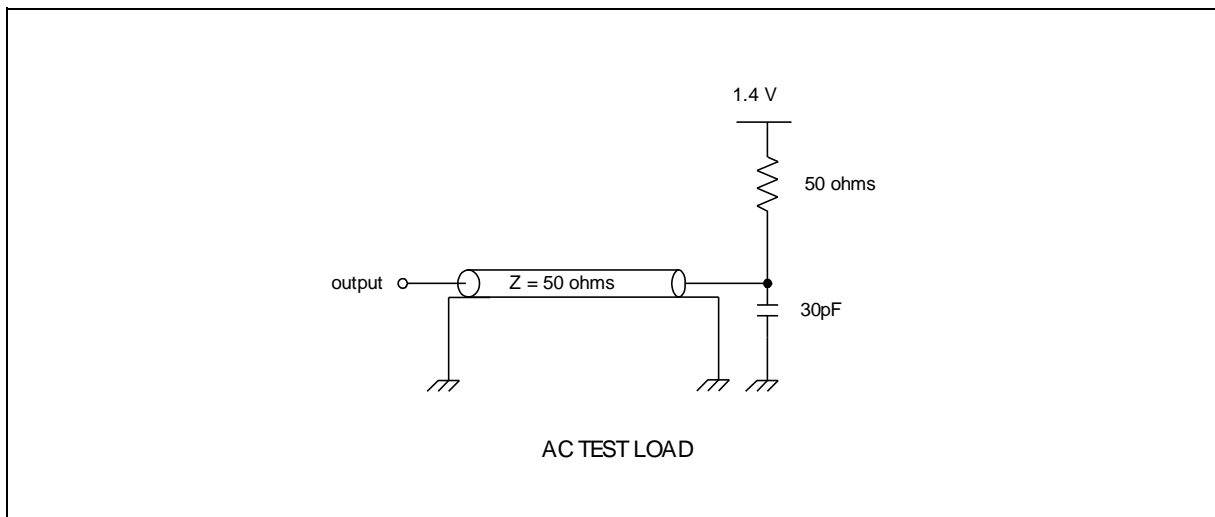 1.4 V
50 ohms
output
Z = 50 ohms
30pF
AC TEST LOAD